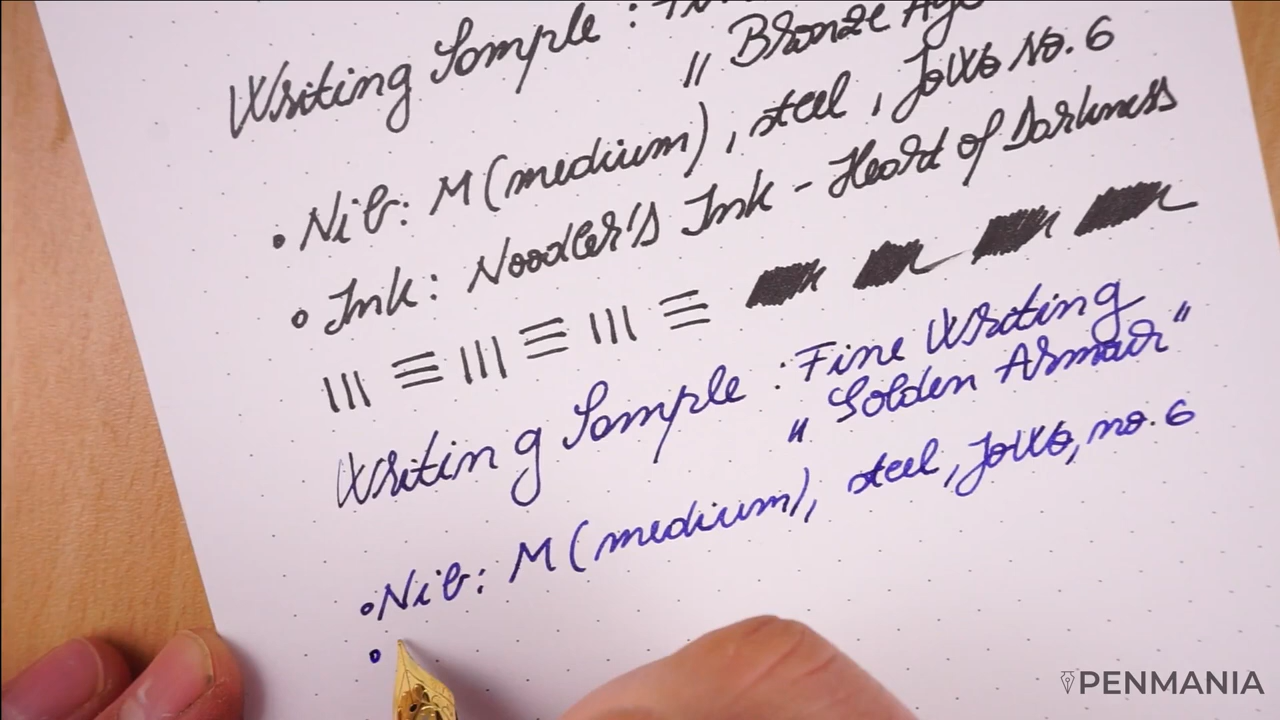 Writing Sample :
" Bronze Age
• Nib: M (medium), steel, JoWo No. 6
• Ink: Noodler's Ink - Heart of Darkness
Writing Sample : Fine Writing
" Golden Armour "
• Nib: M (medium), steel, JoWo, no. 6
PENMANIA